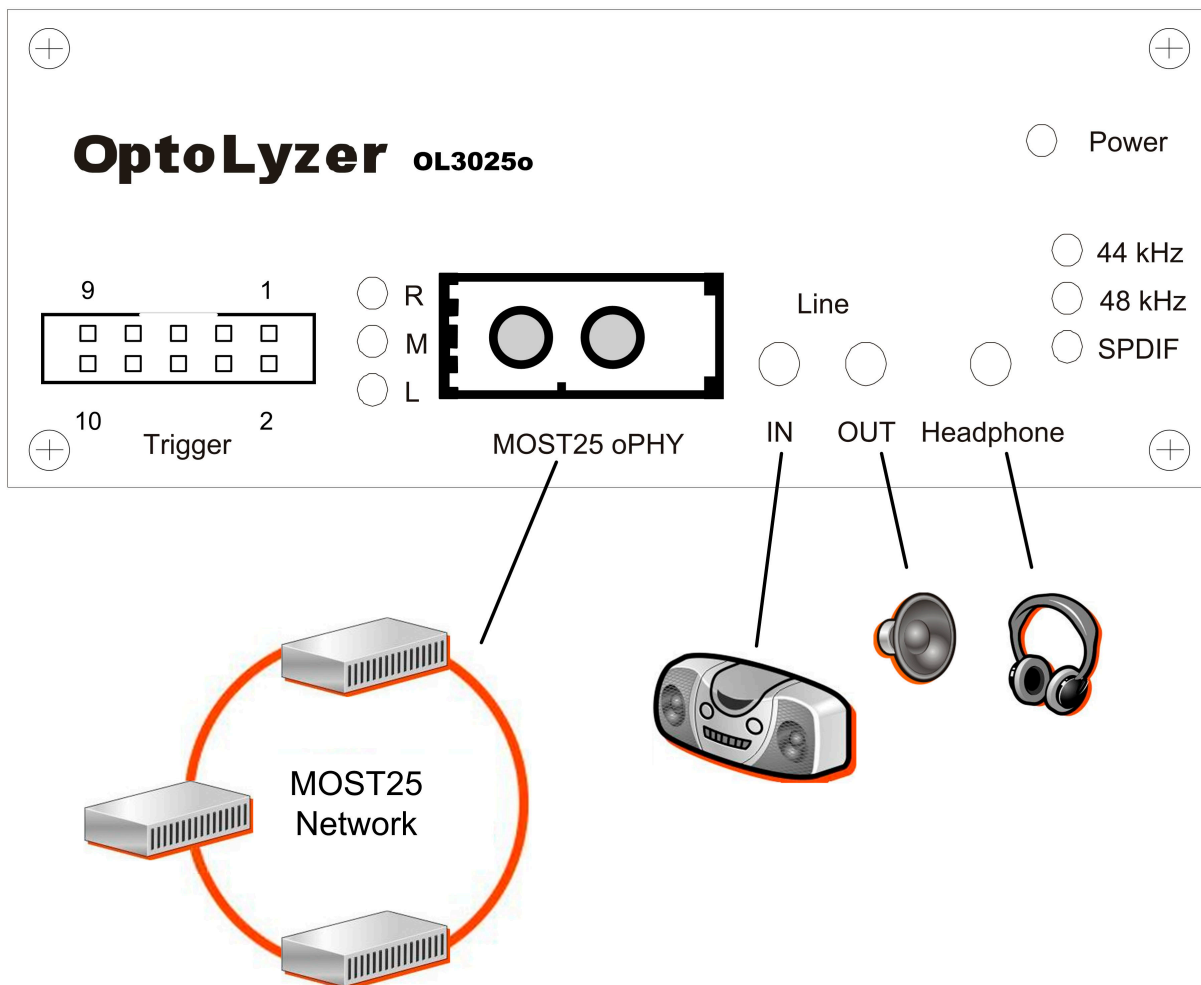 OptoLyzer OL3025o
Power
44 kHz
48 kHz
SPDIF
9 1
R
M
L
Line
10 2
Trigger
MOST25 oPHY
IN OUT Headphone
MOST25
Network